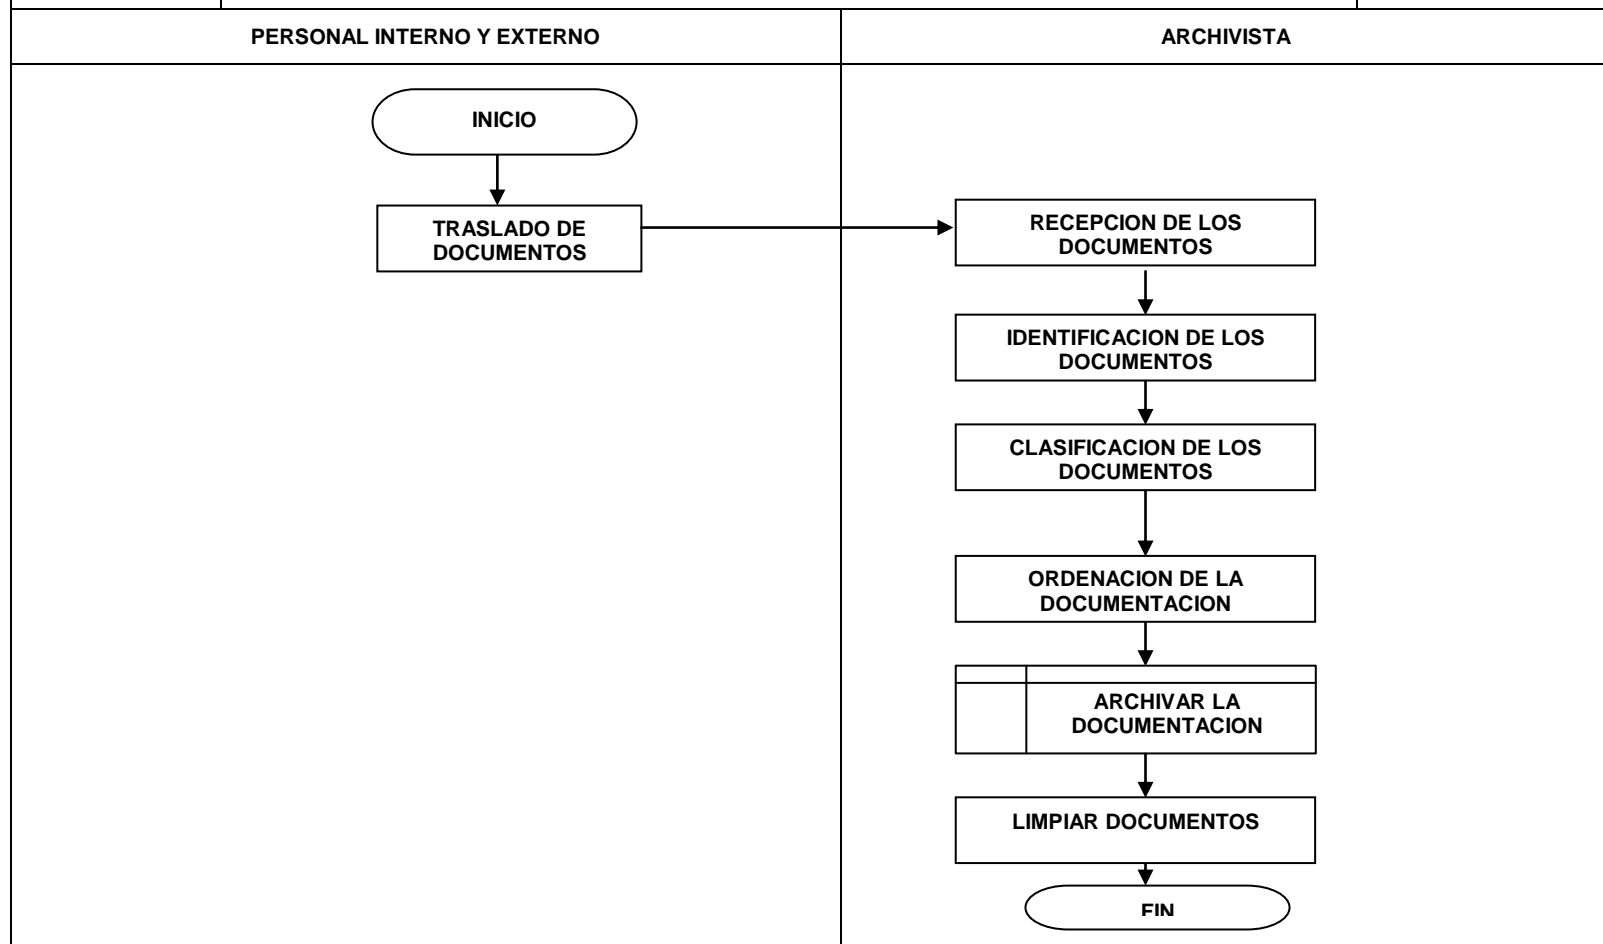 PERSONAL INTERNO Y EXTERNO
ARCHIVISTA
INICIO
TRASLADO DE
DOCUMENTOS
RECEPCION DE LOS
DOCUMENTOS
IDENTIFICACION DE LOS
DOCUMENTOS
CLASIFICACION DE LOS
DOCUMENTOS
ORDENACION DE LA
DOCUMENTACION
ARCHIVAR LA
DOCUMENTACION
LIMPIAR DOCUMENTOS
FIN